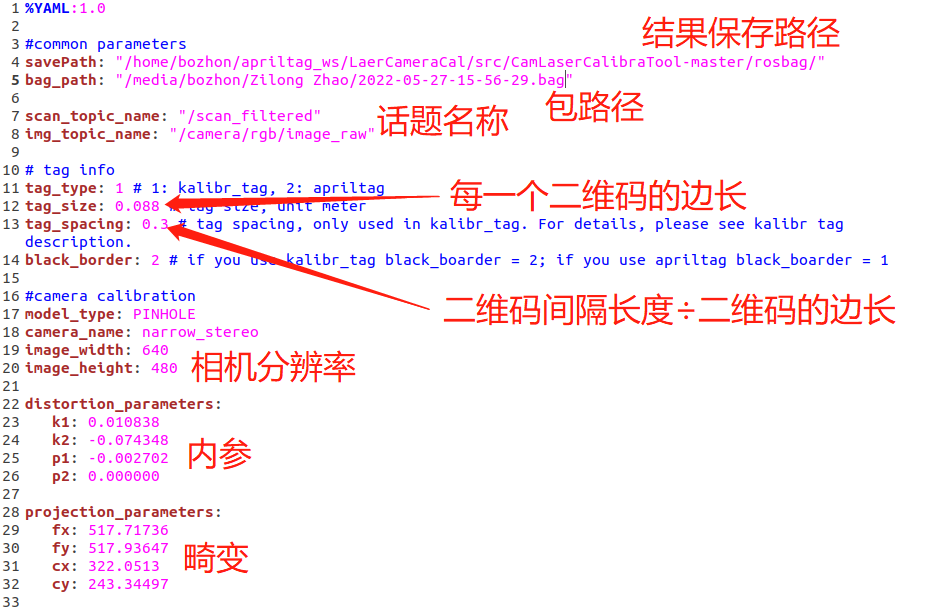 1 %YAML:1.0
2
3 #common parameters
结果保存路径
4 savePath: "/home/bozhon/apriltag_ws/LaerCameraCal/src/CamLaserCalibraTool-master/rosbag/"
5 bag_path: "/media/bozhon/Zilong Zhao/2022-05-27-15-56-29.bag"
6
包路径
7 scan_topic_name: "/scan_filtered"
话题名称
8 img_topic_name: "/camera/rgb/image_raw"
9
10 # tag info
11 tag_type: 1 # 1: kalibr_tag, 2: apriltag
每一个二维码的边长
12 tag_size: 0.088 # tag size, unit meter
13 tag_spacing: 0.3 # tag spacing, only used in kalibr_tag. For details, please see kalibr tag
description.
14 black_border: 2 # if you use kalibr_tag black_boarder = 2; if you use apriltag black_boarder = 1
15
16 #camera calibration
二维码间隔长度÷二维码的边长
17 model_type: PINHOLE
18 camera_name: narrow_stereo
19 image_width: 640
20 image_height: 480
相机分辨率
21
22 distortion_parameters:
23 k1: 0.010838
24 k2: -0.074348
25 p1: -0.002702
内参
26 p2: 0.000000
27
28 projection_parameters:
29 fx: 517.71736
30 fy: 517.93647
畸变
31 cx: 322.0513
32 cy: 243.34497
33